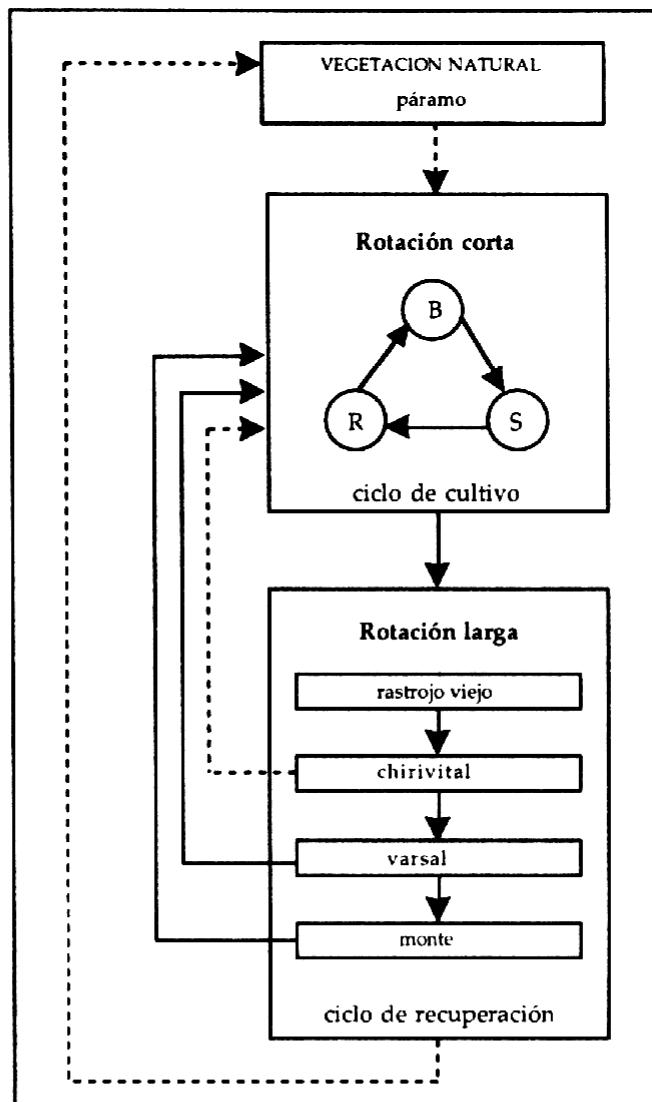 VEGETACION NATURAL
páramo
Rotación corta
B
R
S
ciclo de cultivo
Rotación larga
rastrojo viejo
chirivital
varsal
monte
ciclo de recuperación